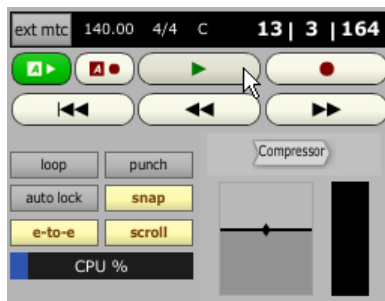 ext mtc 140.00 4/4 C 13| 3 |164
A A
loop punch Compressor
auto lock snap
e-to-e scroll
CPU %